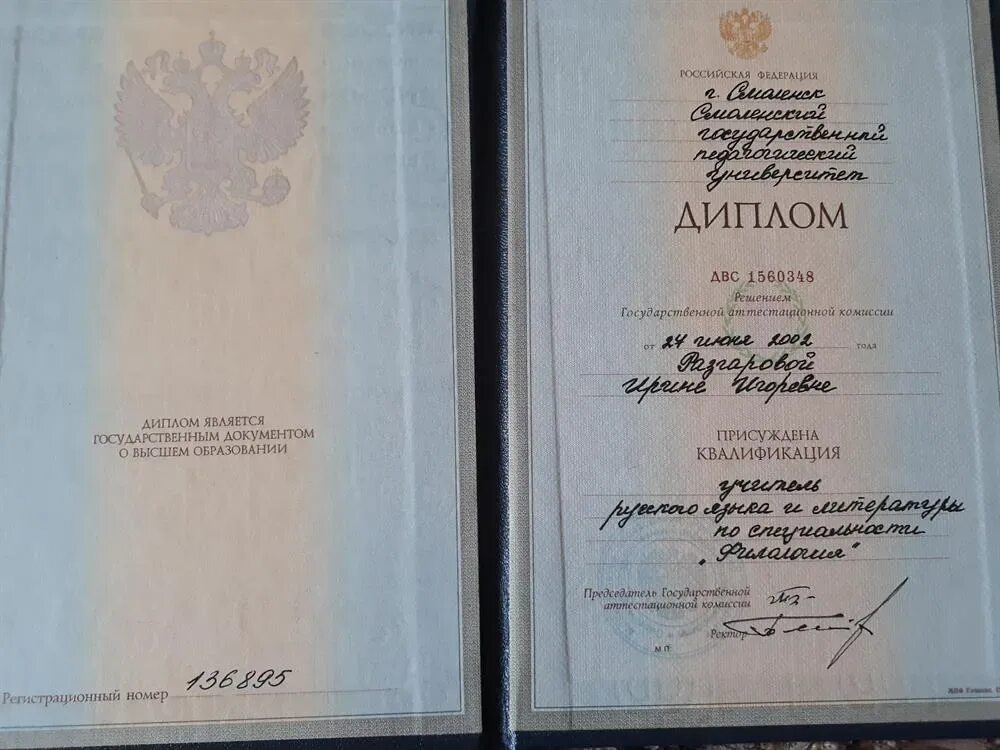 ДИПЛОМ ЯВЛЯЕТСЯ
ГОСУДАРСТВЕННЫМ ДОКУМЕНТОМ
О ВЫСШЕМ ОБРАЗОВАНИИ
Регистрационный номер 136895
РОССИЙСКАЯ ФЕДЕРАЦИЯ
г. Смоленск
Смоленский
государственный
педагогический
университет
ДИПЛОМ
ДВС 1560348
Решением
Государственной аттестационной комиссии
от 24 июня 2002 года
Разгаровой
Ирине Игоревне
ПРИСУЖДЕНА
КВАЛИФИКАЦИЯ
учитель
русского языка и литературы
по специальности
„Филология"
Председатель Государственной
аттестационной комиссии
Ректор
М.П.